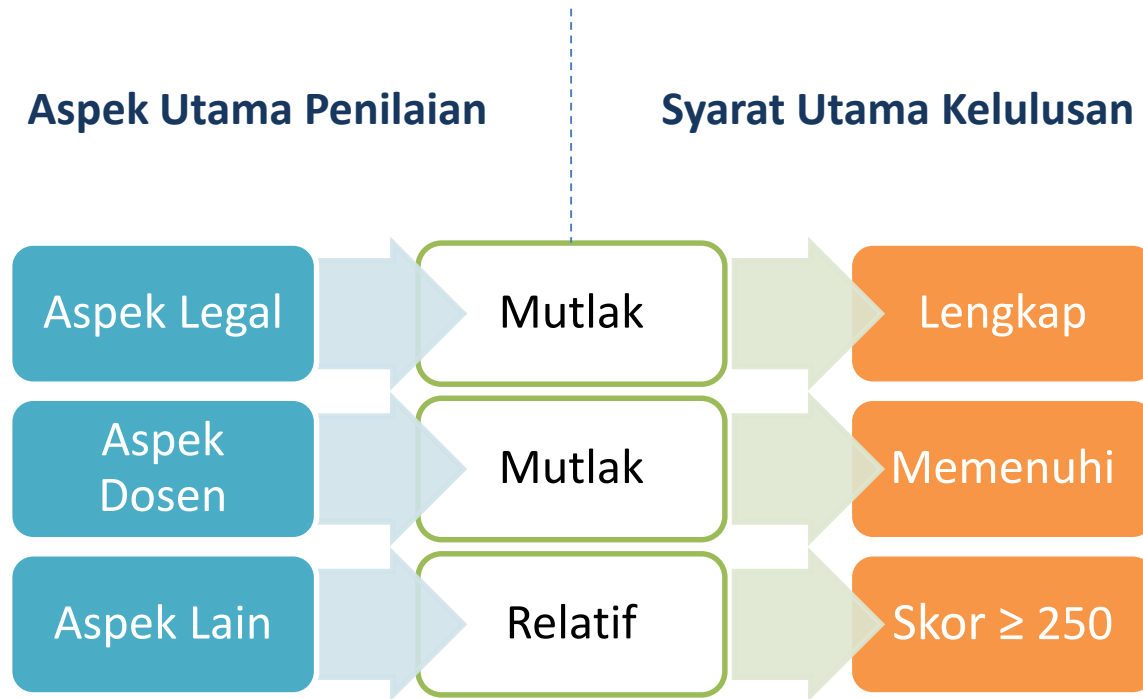 Aspek Utama Penilaian
Syarat Utama Kelulusan
Aspek Legal
Mutlak
Lengkap
Aspek
Dosen
Mutlak
Memenuhi
Aspek Lain
Relatif
Skor ≥ 250